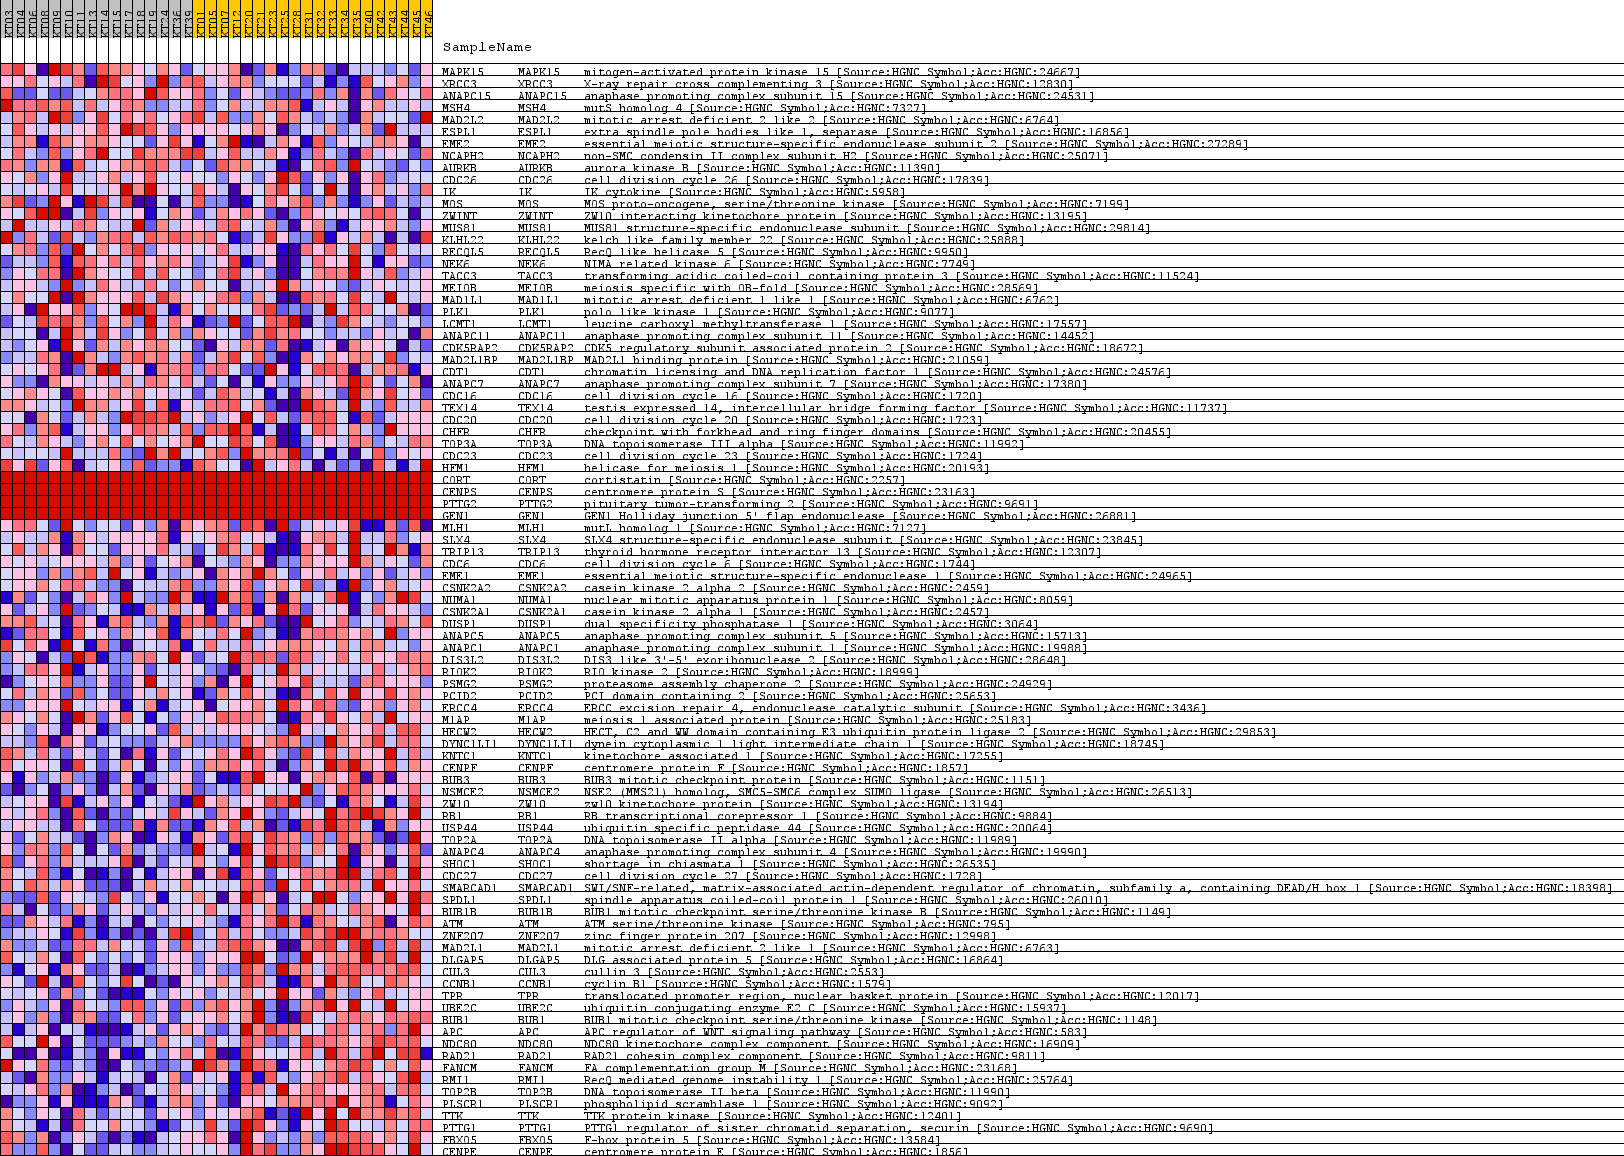 KT03 KT04 KT06 KT08 KT09 KT10 KT11 KT13 KT14 KT15 KT17 KT18 KT19 KT24 KT36 KT39 KT01 KT05 KT07 KT12 KT20 KT21 KT23 KT25 KT28 KT31 KT32 KT33 KT34 KT35 KT40 KT42 KT43 KT44 KT45 KT46
SampleName
MAPK15 MAPK15 mitogen-activated protein kinase 15 [Source:HGNC Symbol;Acc:HGNC:24667]
XRCC3 XRCC3 X-ray repair cross complementing 3 [Source:HGNC Symbol;Acc:HGNC:12830]
ANAPC15 ANAPC15 anaphase promoting complex subunit 15 [Source:HGNC Symbol;Acc:HGNC:24531]
MSH4 MSH4 mutS homolog 4 [Source:HGNC Symbol;Acc:HGNC:7327]
MAD2L2 MAD2L2 mitotic arrest deficient 2 like 2 [Source:HGNC Symbol;Acc:HGNC:6764]
ESPL1 ESPL1 extra spindle pole bodies like 1, separase [Source:HGNC Symbol;Acc:HGNC:16856]
EME2 EME2 essential meiotic structure-specific endonuclease subunit 2 [Source:HGNC Symbol;Acc:HGNC:27289]
NCAPH2 NCAPH2 non-SMC condensin II complex subunit H2 [Source:HGNC Symbol;Acc:HGNC:25071]
AURKB AURKB aurora kinase B [Source:HGNC Symbol;Acc:HGNC:11390]
CDC26 CDC26 cell division cycle 26 [Source:HGNC Symbol;Acc:HGNC:17839]
IK IK IK cytokine [Source:HGNC Symbol;Acc:HGNC:5958]
MOS MOS MOS proto-oncogene, serine/threonine kinase [Source:HGNC Symbol;Acc:HGNC:7199]
ZWINT ZWINT ZW10 interacting kinetochore protein [Source:HGNC Symbol;Acc:HGNC:13195]
MUS81 MUS81 MUS81 structure-specific endonuclease subunit [Source:HGNC Symbol;Acc:HGNC:29814]
KLHL22 KLHL22 kelch like family member 22 [Source:HGNC Symbol;Acc:HGNC:25888]
RECQL5 RECQL5 RecQ like helicase 5 [Source:HGNC Symbol;Acc:HGNC:9950]
NEK6 NEK6 NIMA related kinase 6 [Source:HGNC Symbol;Acc:HGNC:7749]
TACC3 TACC3 transforming acidic coiled-coil containing protein 3 [Source:HGNC Symbol;Acc:HGNC:11524]
MEIOB MEIOB meiosis specific with OB-fold [Source:HGNC Symbol;Acc:HGNC:28569]
MAD1L1 MAD1L1 mitotic arrest deficient 1 like 1 [Source:HGNC Symbol;Acc:HGNC:6762]
PLK1 PLK1 polo like kinase 1 [Source:HGNC Symbol;Acc:HGNC:9077]
LCMT1 LCMT1 leucine carboxyl methyltransferase 1 [Source:HGNC Symbol;Acc:HGNC:17557]
ANAPC11 ANAPC11 anaphase promoting complex subunit 11 [Source:HGNC Symbol;Acc:HGNC:14452]
CDK5RAP2 CDK5RAP2 CDK5 regulatory subunit associated protein 2 [Source:HGNC Symbol;Acc:HGNC:18672]
MAD2L1BP MAD2L1BP MAD2L1 binding protein [Source:HGNC Symbol;Acc:HGNC:21059]
CDT1 CDT1 chromatin licensing and DNA replication factor 1 [Source:HGNC Symbol;Acc:HGNC:24576]
ANAPC7 ANAPC7 anaphase promoting complex subunit 7 [Source:HGNC Symbol;Acc:HGNC:17380]
CDC16 CDC16 cell division cycle 16 [Source:HGNC Symbol;Acc:HGNC:1720]
TEX14 TEX14 testis expressed 14, intercellular bridge forming factor [Source:HGNC Symbol;Acc:HGNC:11737]
CDC20 CDC20 cell division cycle 20 [Source:HGNC Symbol;Acc:HGNC:1723]
CHFR CHFR checkpoint with forkhead and ring finger domains [Source:HGNC Symbol;Acc:HGNC:20455]
TOP3A TOP3A DNA topoisomerase III alpha [Source:HGNC Symbol;Acc:HGNC:11992]
CDC23 CDC23 cell division cycle 23 [Source:HGNC Symbol;Acc:HGNC:1724]
HFM1 HFM1 helicase for meiosis 1 [Source:HGNC Symbol;Acc:HGNC:20193]
CORT CORT cortistatin [Source:HGNC Symbol;Acc:HGNC:2257]
CENPS CENPS centromere protein S [Source:HGNC Symbol;Acc:HGNC:23163]
PTTG2 PTTG2 pituitary tumor-transforming 2 [Source:HGNC Symbol;Acc:HGNC:9691]
GEN1 GEN1 GEN1 Holliday junction 5' flap endonuclease [Source:HGNC Symbol;Acc:HGNC:26881]
MLH1 MLH1 mutL homolog 1 [Source:HGNC Symbol;Acc:HGNC:7127]
SLX4 SLX4 SLX4 structure-specific endonuclease subunit [Source:HGNC Symbol;Acc:HGNC:23845]
TRIP13 TRIP13 thyroid hormone receptor interactor 13 [Source:HGNC Symbol;Acc:HGNC:12307]
CDC6 CDC6 cell division cycle 6 [Source:HGNC Symbol;Acc:HGNC:1744]
EME1 EME1 essential meiotic structure-specific endonuclease 1 [Source:HGNC Symbol;Acc:HGNC:24965]
CSNK2A2 CSNK2A2 casein kinase 2 alpha 2 [Source:HGNC Symbol;Acc:HGNC:2459]
NUMA1 NUMA1 nuclear mitotic apparatus protein 1 [Source:HGNC Symbol;Acc:HGNC:8059]
CSNK2A1 CSNK2A1 casein kinase 2 alpha 1 [Source:HGNC Symbol;Acc:HGNC:2457]
DUSP1 DUSP1 dual specificity phosphatase 1 [Source:HGNC Symbol;Acc:HGNC:3064]
ANAPC5 ANAPC5 anaphase promoting complex subunit 5 [Source:HGNC Symbol;Acc:HGNC:15713]
ANAPC1 ANAPC1 anaphase promoting complex subunit 1 [Source:HGNC Symbol;Acc:HGNC:19988]
DIS3L2 DIS3L2 DIS3 like 3'-5' exoribonuclease 2 [Source:HGNC Symbol;Acc:HGNC:28648]
RIOK2 RIOK2 RIO kinase 2 [Source:HGNC Symbol;Acc:HGNC:18999]
PSMG2 PSMG2 proteasome assembly chaperone 2 [Source:HGNC Symbol;Acc:HGNC:24929]
PCID2 PCID2 PCI domain containing 2 [Source:HGNC Symbol;Acc:HGNC:25653]
ERCC4 ERCC4 ERCC excision repair 4, endonuclease catalytic subunit [Source:HGNC Symbol;Acc:HGNC:3436]
M1AP M1AP meiosis 1 associated protein [Source:HGNC Symbol;Acc:HGNC:25183]
HECW2 HECW2 HECT, C2 and WW domain containing E3 ubiquitin protein ligase 2 [Source:HGNC Symbol;Acc:HGNC:29853]
DYNC1LI1 DYNC1LI1 dynein cytoplasmic 1 light intermediate chain 1 [Source:HGNC Symbol;Acc:HGNC:18745]
KNTC1 KNTC1 kinetochore associated 1 [Source:HGNC Symbol;Acc:HGNC:17255]
CENPF CENPF centromere protein F [Source:HGNC Symbol;Acc:HGNC:1857]
BUB3 BUB3 BUB3 mitotic checkpoint protein [Source:HGNC Symbol;Acc:HGNC:1151]
NSMCE2 NSMCE2 NSE2 (MMS21) homolog, SMC5-SMC6 complex SUMO ligase [Source:HGNC Symbol;Acc:HGNC:26513]
ZW10 ZW10 zw10 kinetochore protein [Source:HGNC Symbol;Acc:HGNC:13194]
RB1 RB1 RB transcriptional corepressor 1 [Source:HGNC Symbol;Acc:HGNC:9884]
USP44 USP44 ubiquitin specific peptidase 44 [Source:HGNC Symbol;Acc:HGNC:20064]
TOP2A TOP2A DNA topoisomerase II alpha [Source:HGNC Symbol;Acc:HGNC:11989]
ANAPC4 ANAPC4 anaphase promoting complex subunit 4 [Source:HGNC Symbol;Acc:HGNC:19990]
SHOC1 SHOC1 shortage in chiasmata 1 [Source:HGNC Symbol;Acc:HGNC:26535]
CDC27 CDC27 cell division cycle 27 [Source:HGNC Symbol;Acc:HGNC:1728]
SMARCAD1 SMARCAD1 SWI/SNF-related, matrix-associated actin-dependent regulator of chromatin, subfamily a, containing DEAD/H box 1 [Source:HGNC Symbol;Acc:HGNC:18398]
SPDL1 SPDL1 spindle apparatus coiled-coil protein 1 [Source:HGNC Symbol;Acc:HGNC:26010]
BUB1B BUB1B BUB1 mitotic checkpoint serine/threonine kinase B [Source:HGNC Symbol;Acc:HGNC:1149]
ATM ATM ATM serine/threonine kinase [Source:HGNC Symbol;Acc:HGNC:795]
ZNF207 ZNF207 zinc finger protein 207 [Source:HGNC Symbol;Acc:HGNC:12998]
MAD2L1 MAD2L1 mitotic arrest deficient 2 like 1 [Source:HGNC Symbol;Acc:HGNC:6763]
DLGAP5 DLGAP5 DLG associated protein 5 [Source:HGNC Symbol;Acc:HGNC:16864]
CUL3 CUL3 cullin 3 [Source:HGNC Symbol;Acc:HGNC:2553]
CCNB1 CCNB1 cyclin B1 [Source:HGNC Symbol;Acc:HGNC:1579]
TPR TPR translocated promoter region, nuclear basket protein [Source:HGNC Symbol;Acc:HGNC:12017]
UBE2C UBE2C ubiquitin conjugating enzyme E2 C [Source:HGNC Symbol;Acc:HGNC:15937]
BUB1 BUB1 BUB1 mitotic checkpoint serine/threonine kinase [Source:HGNC Symbol;Acc:HGNC:1148]
APC APC APC regulator of WNT signaling pathway [Source:HGNC Symbol;Acc:HGNC:583]
NDC80 NDC80 NDC80 kinetochore complex component [Source:HGNC Symbol;Acc:HGNC:16909]
RAD21 RAD21 RAD21 cohesin complex component [Source:HGNC Symbol;Acc:HGNC:9811]
FANCM FANCM FA complementation group M [Source:HGNC Symbol;Acc:HGNC:23168]
RMI1 RMI1 RecQ mediated genome instability 1 [Source:HGNC Symbol;Acc:HGNC:25764]
TOP2B TOP2B DNA topoisomerase II beta [Source:HGNC Symbol;Acc:HGNC:11990]
PLSCR1 PLSCR1 phospholipid scramblase 1 [Source:HGNC Symbol;Acc:HGNC:9092]
TTK TTK TTK protein kinase [Source:HGNC Symbol;Acc:HGNC:12401]
PTTG1 PTTG1 PTTG1 regulator of sister chromatid separation, securin [Source:HGNC Symbol;Acc:HGNC:9690]
FBXO5 FBXO5 F-box protein 5 [Source:HGNC Symbol;Acc:HGNC:13584]
CENPE CENPE centromere protein E [Source:HGNC Symbol;Acc:HGNC:1856]